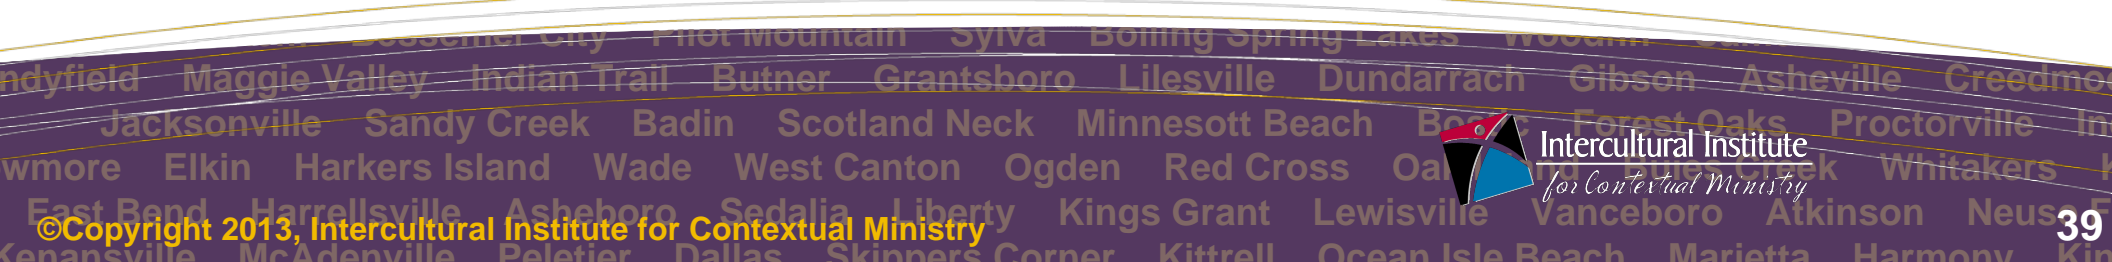 Bessemer City Pilot Mountain Sylva Boiling Spring Lakes
Maggie Valley Indian Trail Butner Grantsboro Lilesville Dundarrach Gibson Asheville
Jacksonville Sandy Creek Badin Scotland Neck Minnesott Beach Forest Oaks Proctorville
Elkin Harkers Island Wade West Canton Ogden Red Cross Creek Whitakers
Intercultural Institute
for Contextual Ministry
East Bend Harrellsville Asheboro Sedalia Liberty Kings Grant Lewisville Vanceboro Atkinson
©Copyright 2013, Intercultural Institute for Contextual Ministry
39
Kenansville McAdenville Peletier Dallas Skippers Corner Kittrell Ocean Isle Beach Marietta Harmony